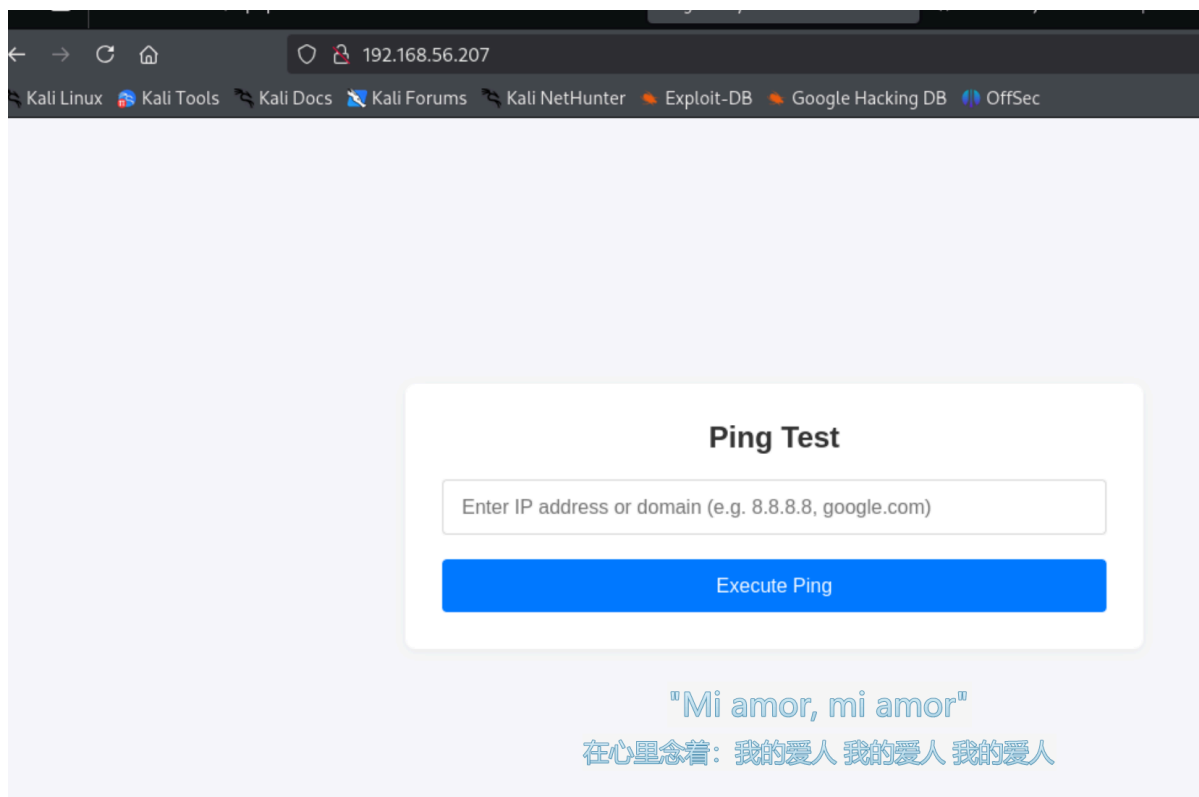 192.168.56.207
Kali Linux Kali Tools Kali Docs Kali Forums Kali NetHunter Exploit-DB Google Hacking DB OffSec
Ping Test
Enter IP address or domain (e.g. 8.8.8.8, google.com)
Execute Ping
"Mi amor, mi amor"
在心里念着：我的爱人 我的爱人 我的爱人